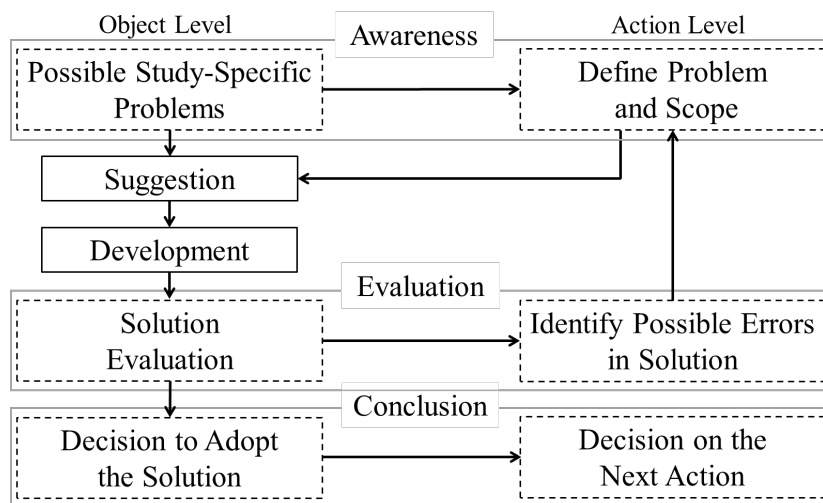 Object Level
Action Level
Awareness
Possible Study-Specific
Problems
Define Problem
and Scope
Suggestion
Development
Evaluation
Solution
Evaluation
Identify Possible Errors
in Solution
Conclusion
Decision to Adopt
the Solution
Decision on the
Next Action